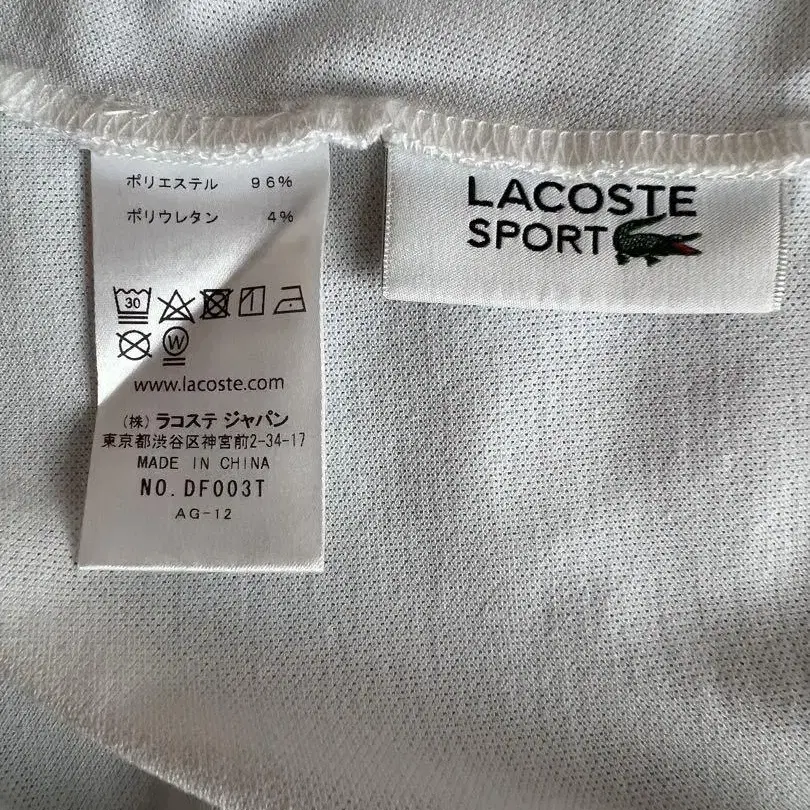 ポリエステル 96%
ポリウレタン 4%
30
W
www.lacoste.com
(株) ラコステ ジャパン
東京都渋谷区神宮前2-34-17
MADE IN CHINA
NO. DF003T
AG-12
LACOSTE
SPORT